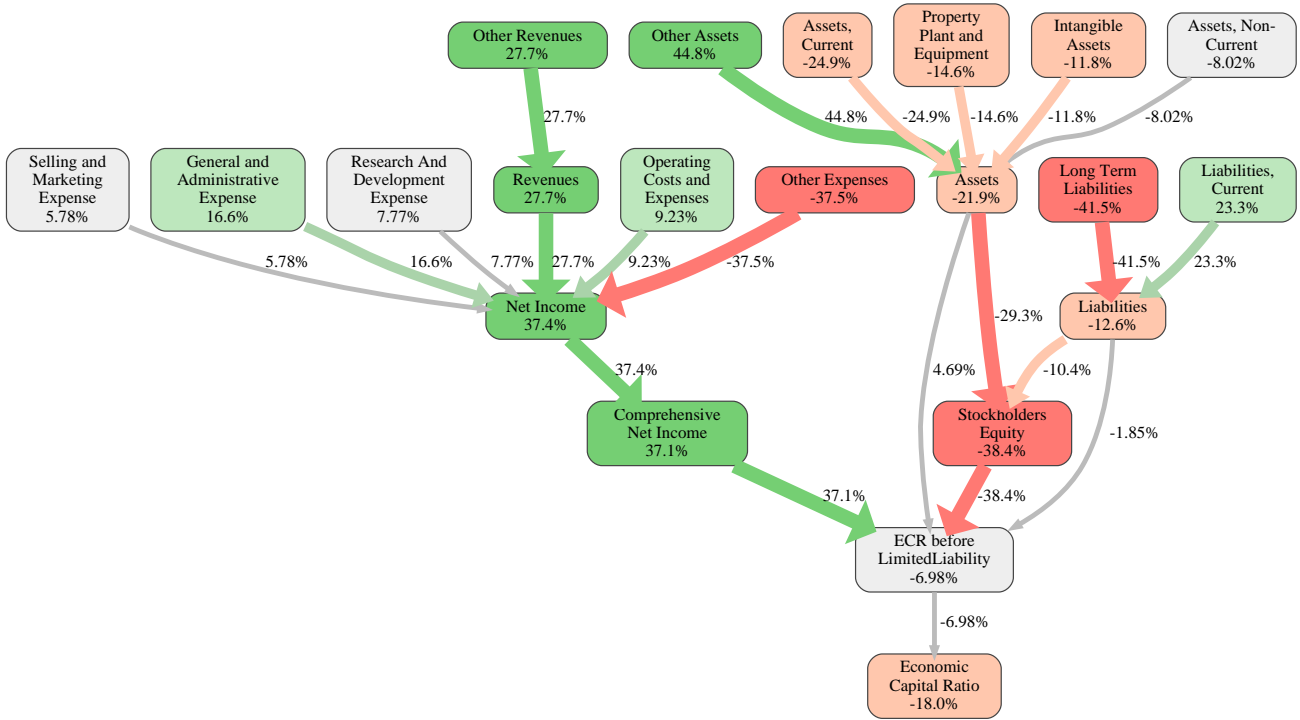 Other Revenues
27.7%
Other Assets
44.8%
Assets,
Current
-24.9%
Property
Plant and
Equipment
-14.6%
Intangible
Assets
-11.8%
Assets, Non-
Current
-8.02%
27.7%
44.8%
-24.9%
-14.6%
-11.8%
-8.02%
Selling and
Marketing
Expense
5.78%
General and
Administrative
Expense
16.6%
Research And
Development
Expense
7.77%
Revenues
27.7%
Operating
Costs and
Expenses
9.23%
Other Expenses
-37.5%
Assets
-21.9%
Long Term
Liabilities
-41.5%
Liabilities,
Current
23.3%
5.78%
16.6%
7.77%
27.7%
9.23%
-37.5%
-41.5%
23.3%
Net Income
37.4%
Liabilities
-12.6%
-29.3%
37.4%
4.69%
-10.4%
-1.85%
Comprehensive
Net Income
37.1%
Stockholders
Equity
-38.4%
37.1%
-38.4%
ECR before
LimitedLiability
-6.98%
-6.98%
Economic
Capital Ratio
-18.0%